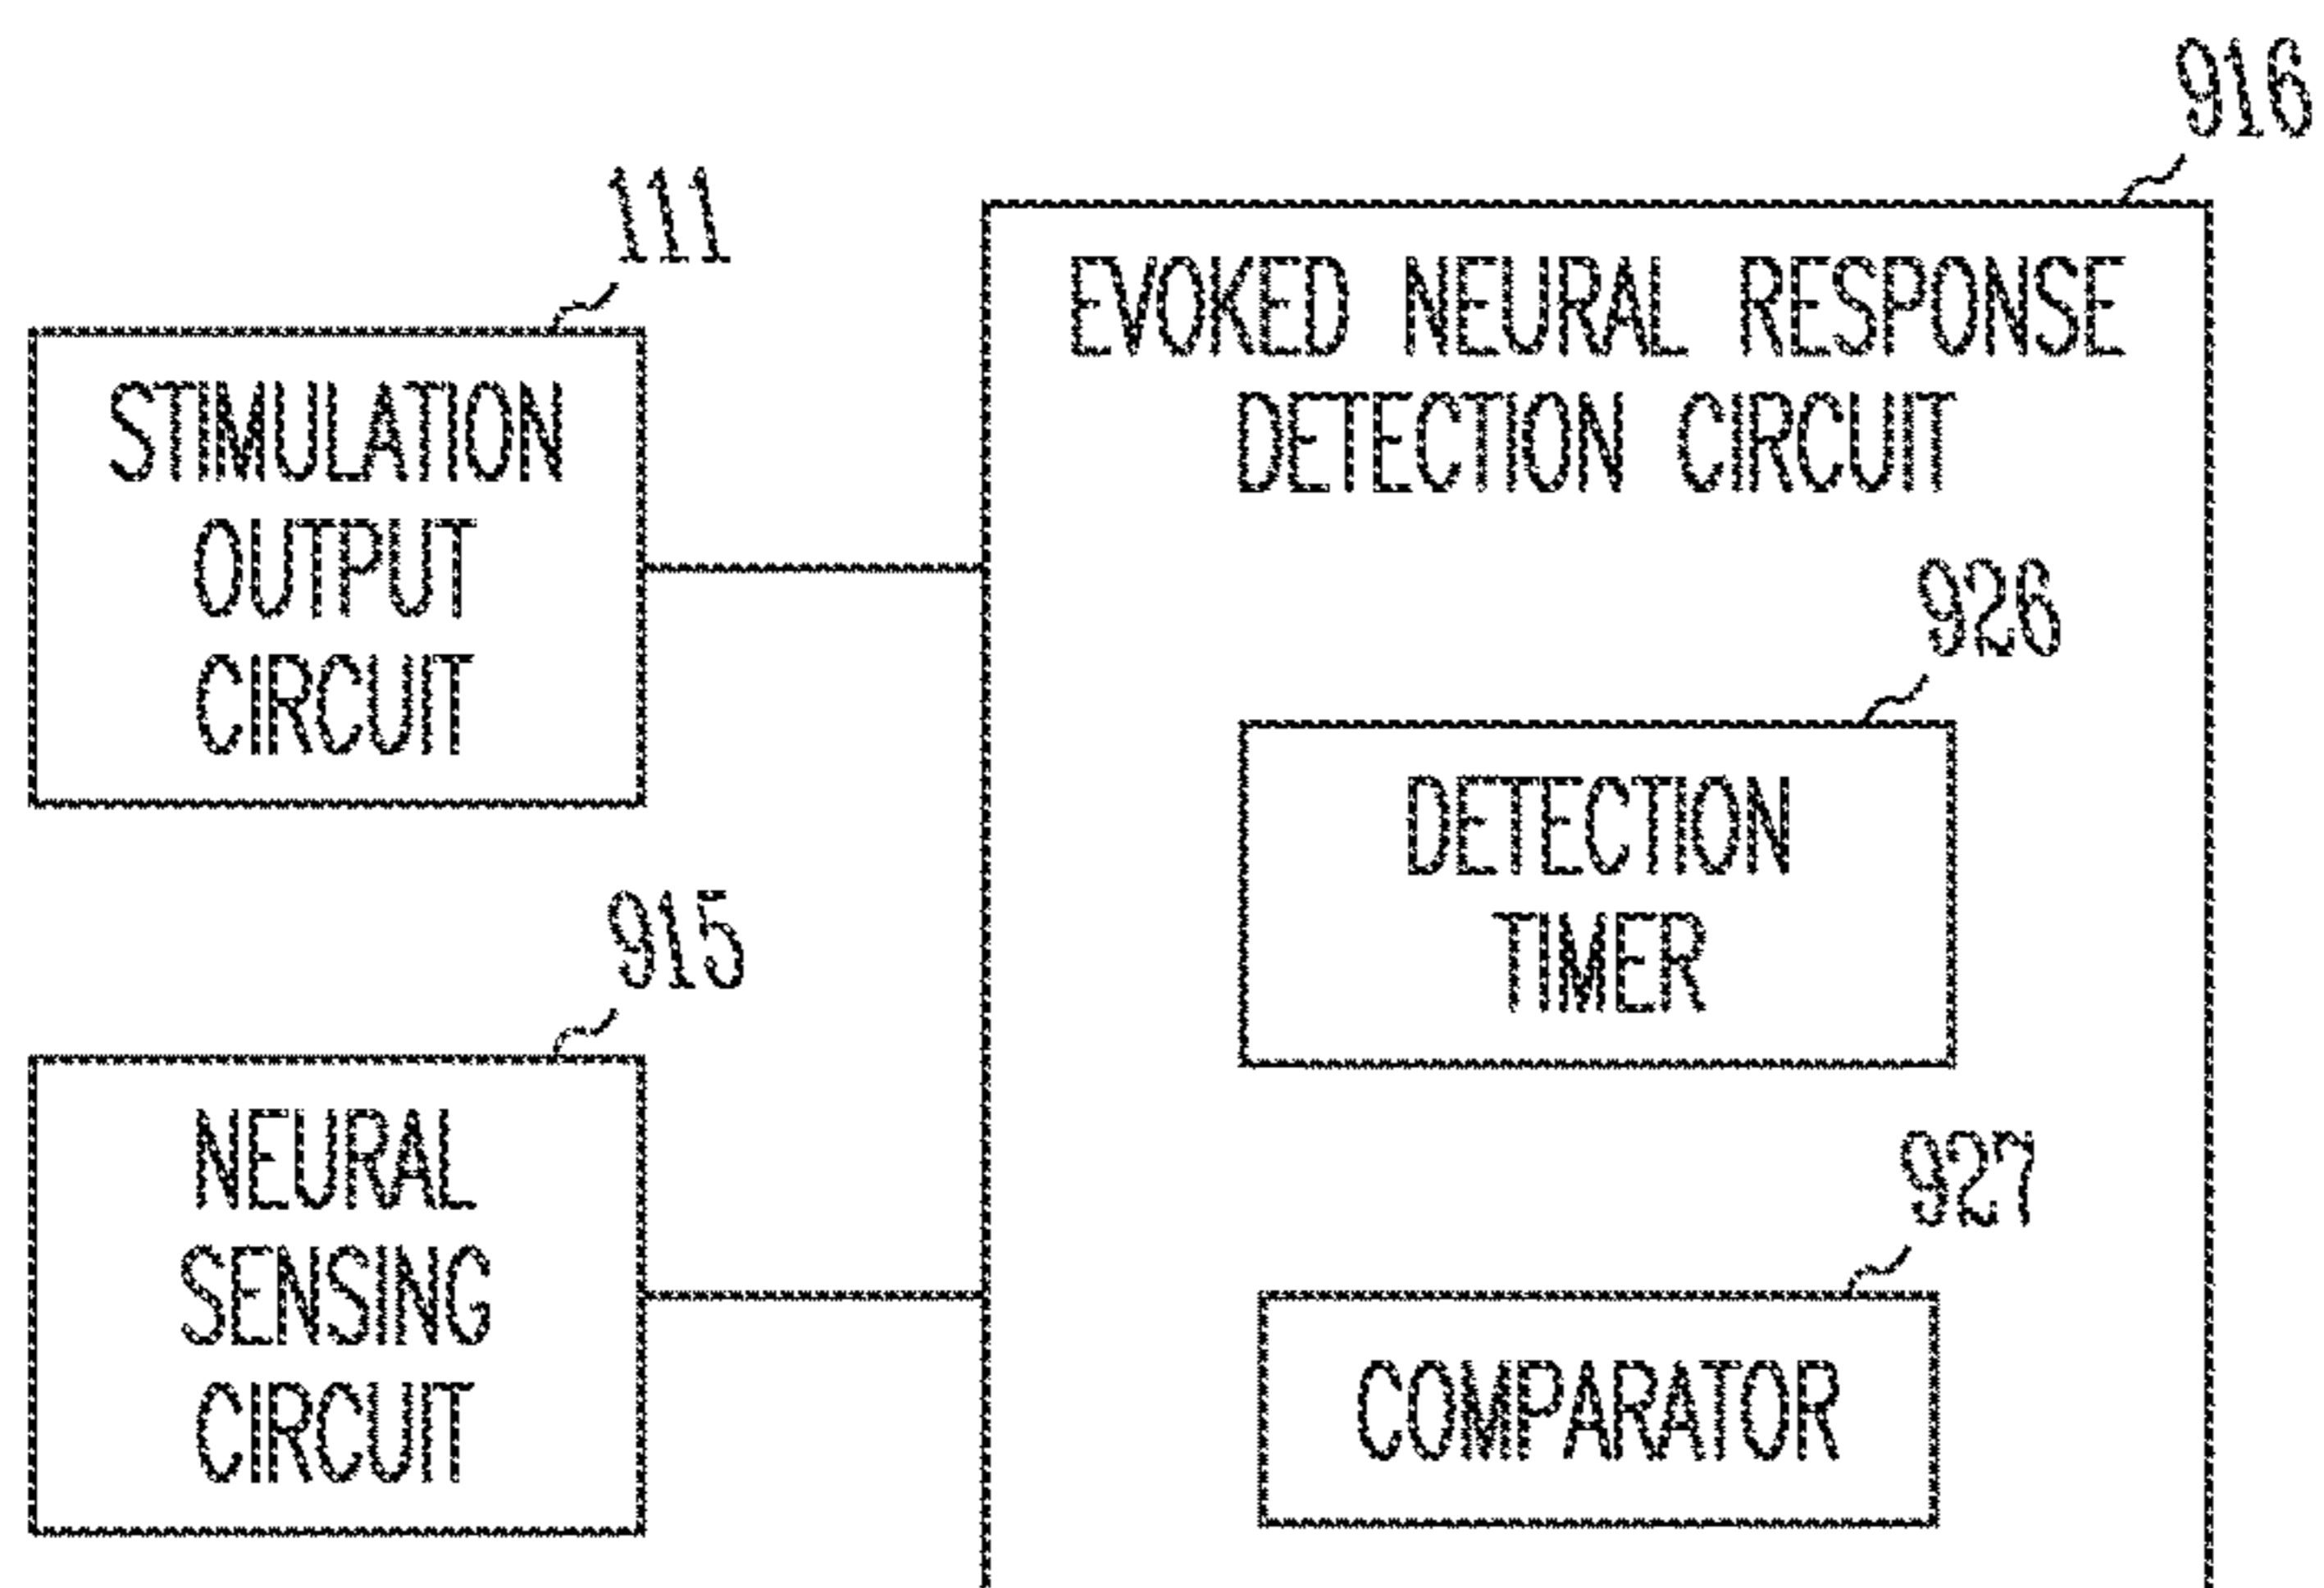 111
STIMULATION
OUTPUT
CIRCUIT
915
NEURAL
SENSING
CIRCUIT
916
EVOKED NEURAL RESPONSE
DETECTION CIRCUIT
926
DETECTION
TIMER
927
COMPARATOR